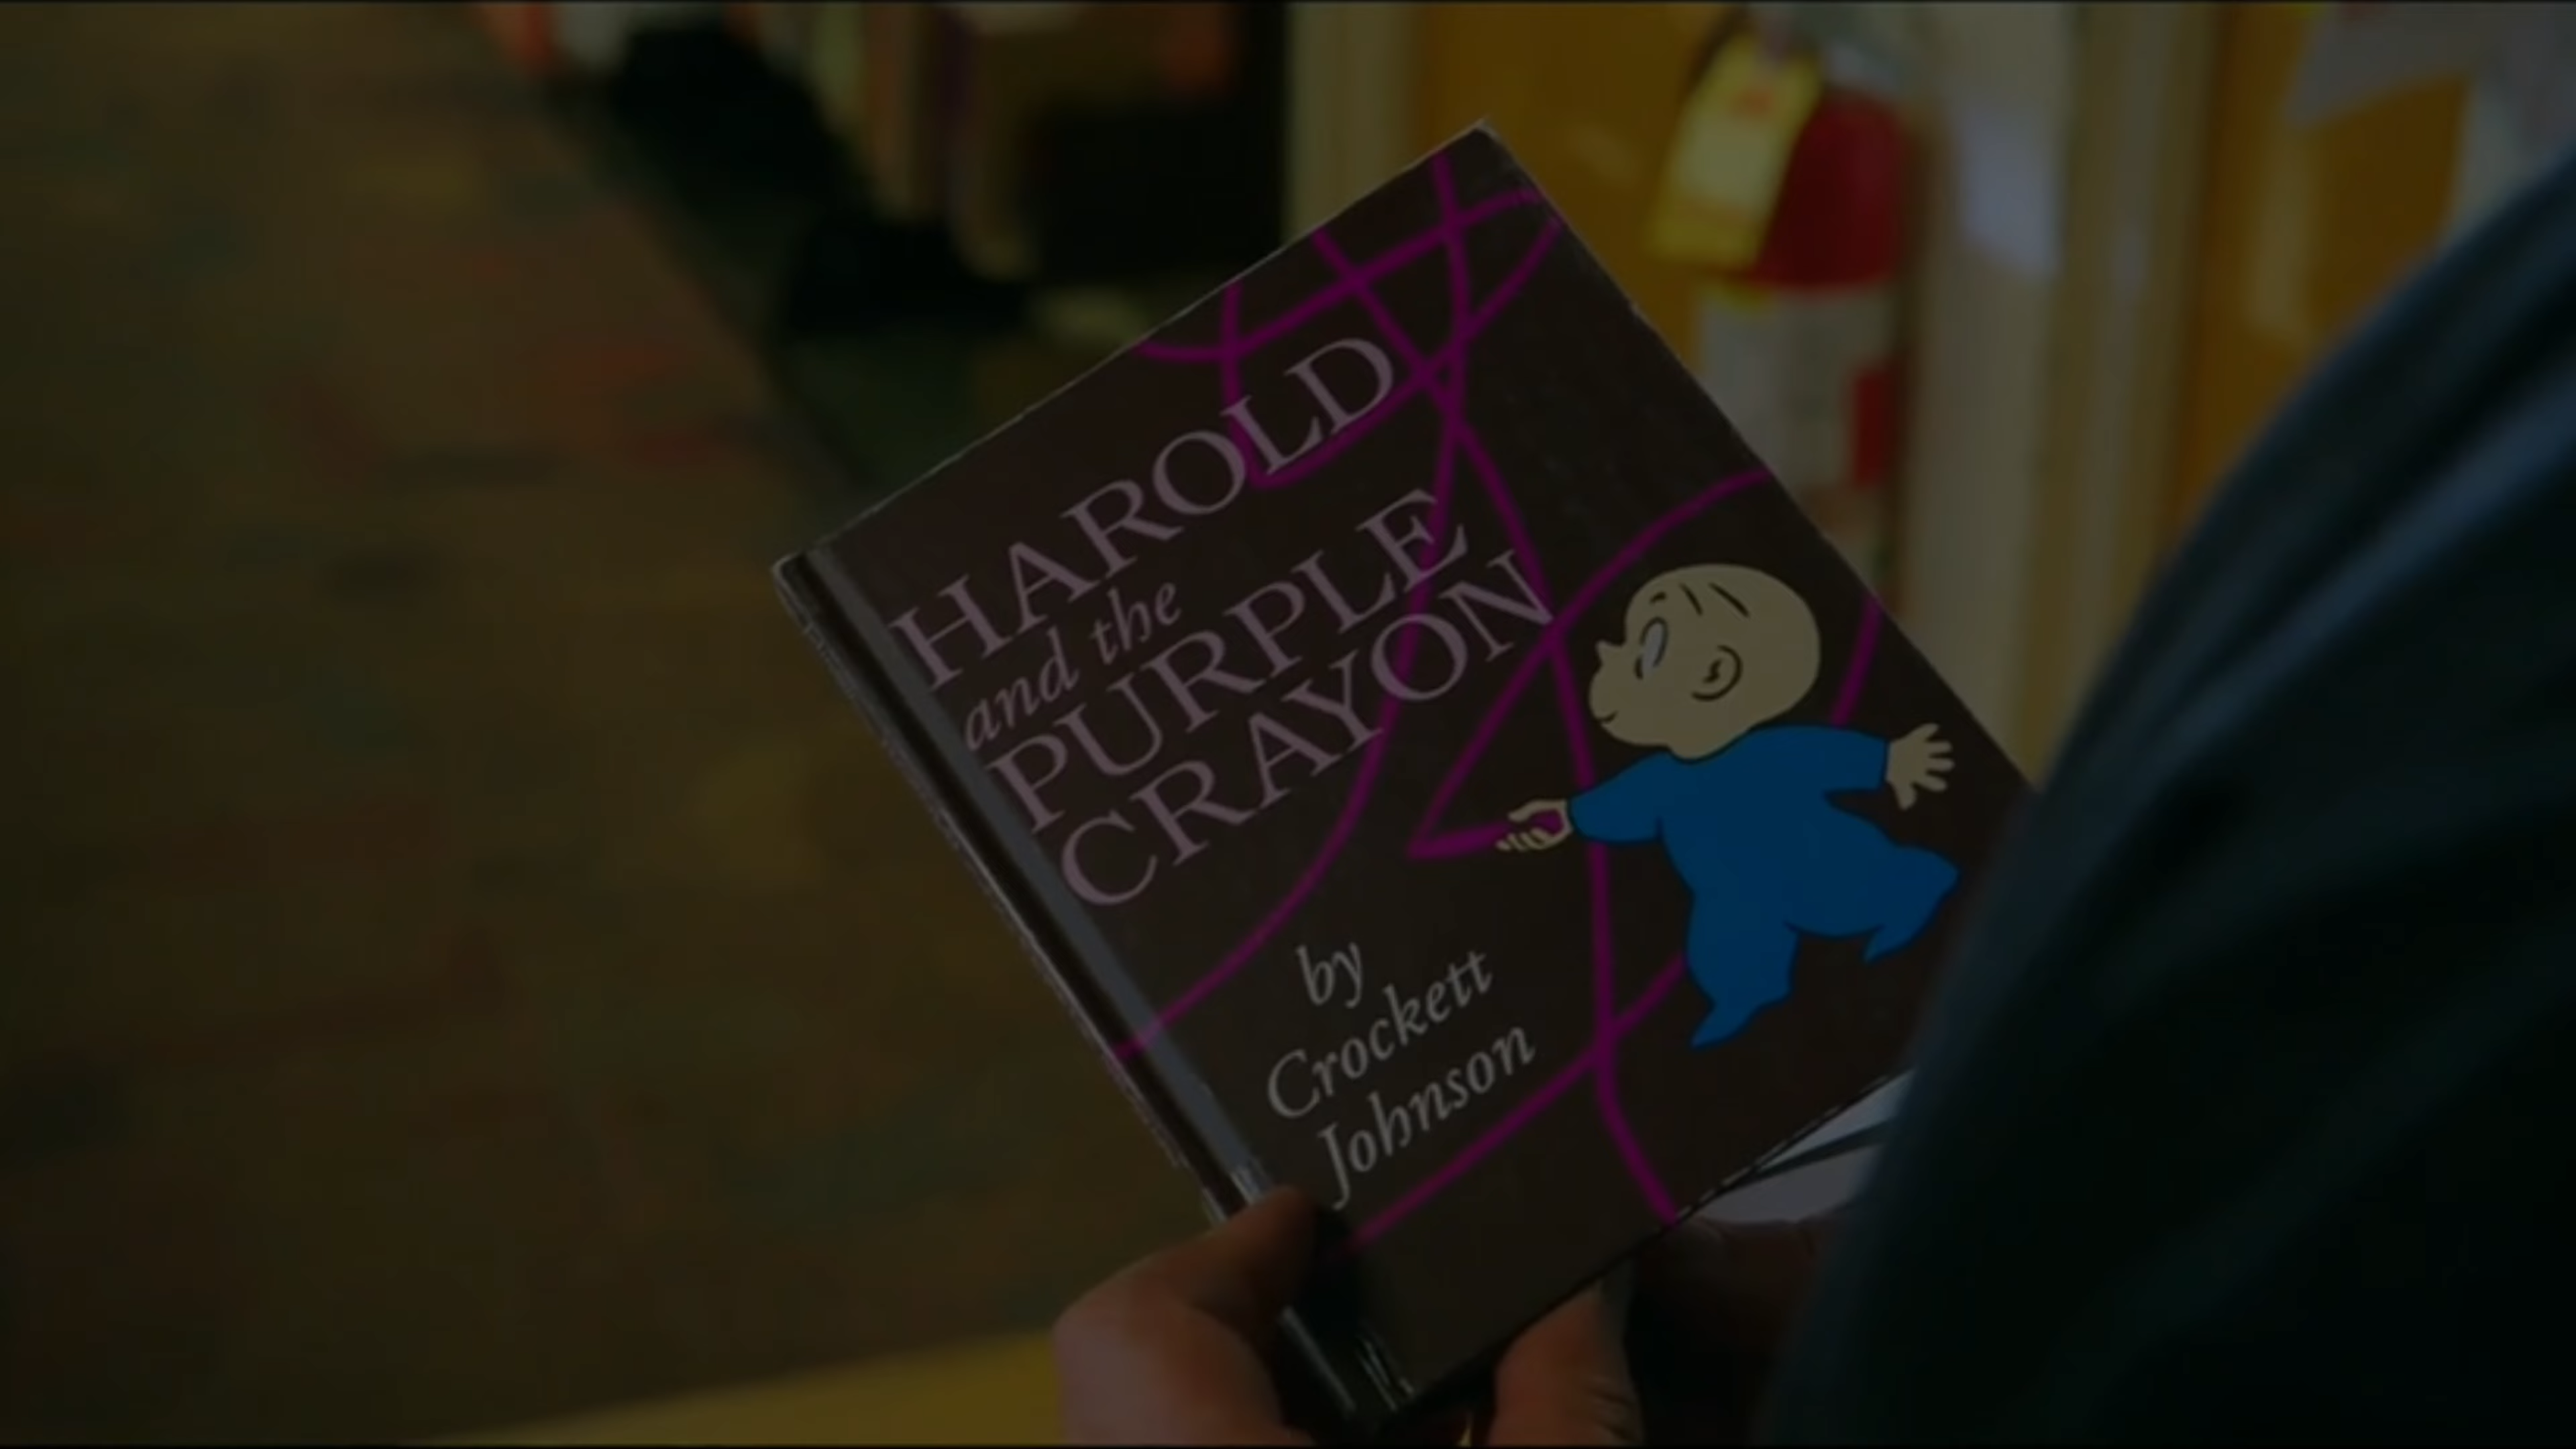 HAROLD
and the
PURPLE
CRAYON
by
Crockett
Johnson